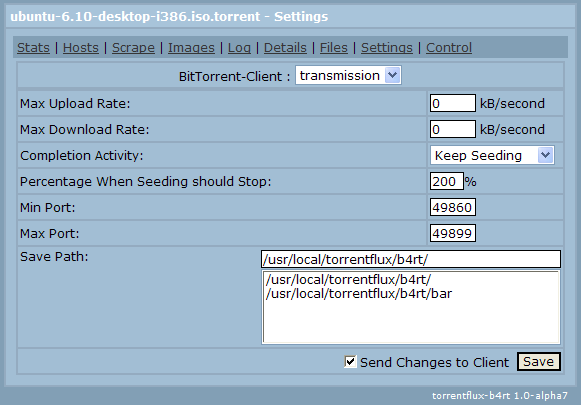 ubuntu-6.10-desktop-i386.iso.torrent - Settings
Stats | Hosts | Scrape | Images | Log | Details | Files | Settings | Control
BitTorrent-Client : transmission
Max Upload Rate: 0 kB/second
Max Download Rate: 0 kB/second
Completion Activity: Keep Seeding
Percentage When Seeding should Stop: 200 %
Min Port: 49860
Max Port: 49899
Save Path: /usr/local/torrentflux/b4rt/
/usr/local/torrentflux/b4rt/
/usr/local/torrentflux/b4rt/bar
Send Changes to Client Save
torrentflux-b4rt 1.0-alpha7